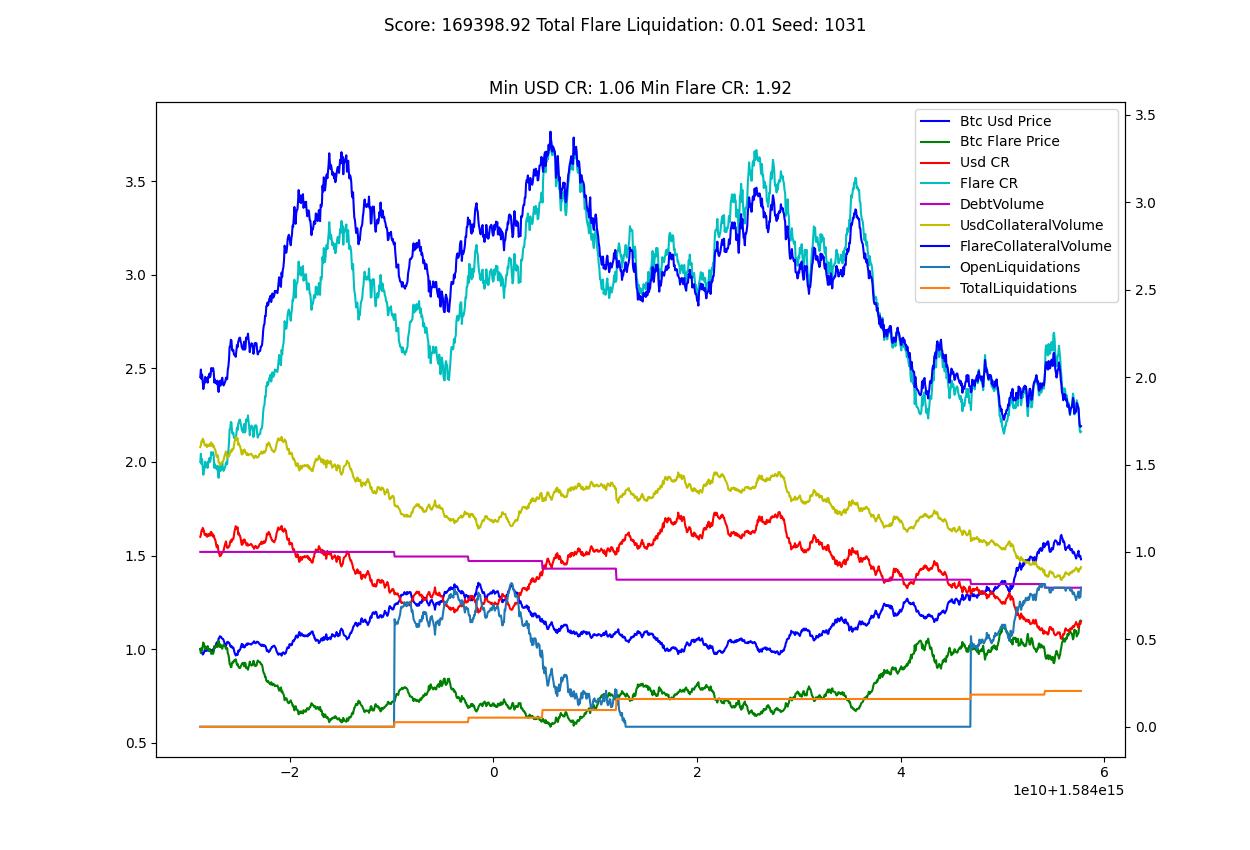 Score: 169398.92 Total Flare Liquidation: 0.01 Seed: 1031
Min USD CR: 1.06 Min Flare CR: 1.92
Btc Usd Price
Btc Flare Price
Usd CR
Flare CR
DebtVolume
UsdCollateralVolume
FlareCollateralVolume
OpenLiquidations
TotalLiquidations
3.5
3.0
2.5
2.0
1.5
1.0
0.5
3.5
3.0
2.5
2.0
1.5
1.0
0.5
0.0
−2 0 2 4 6
1e10+1.584e15